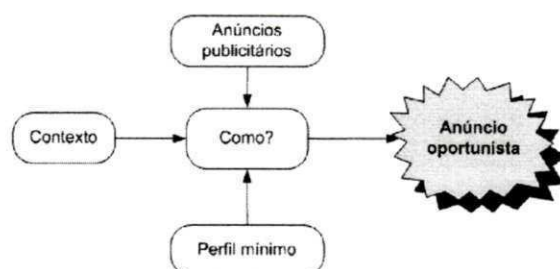 Anúncios
publicitários
Contexto
Como?
Anúncio
oportunista
Perfil mínimo